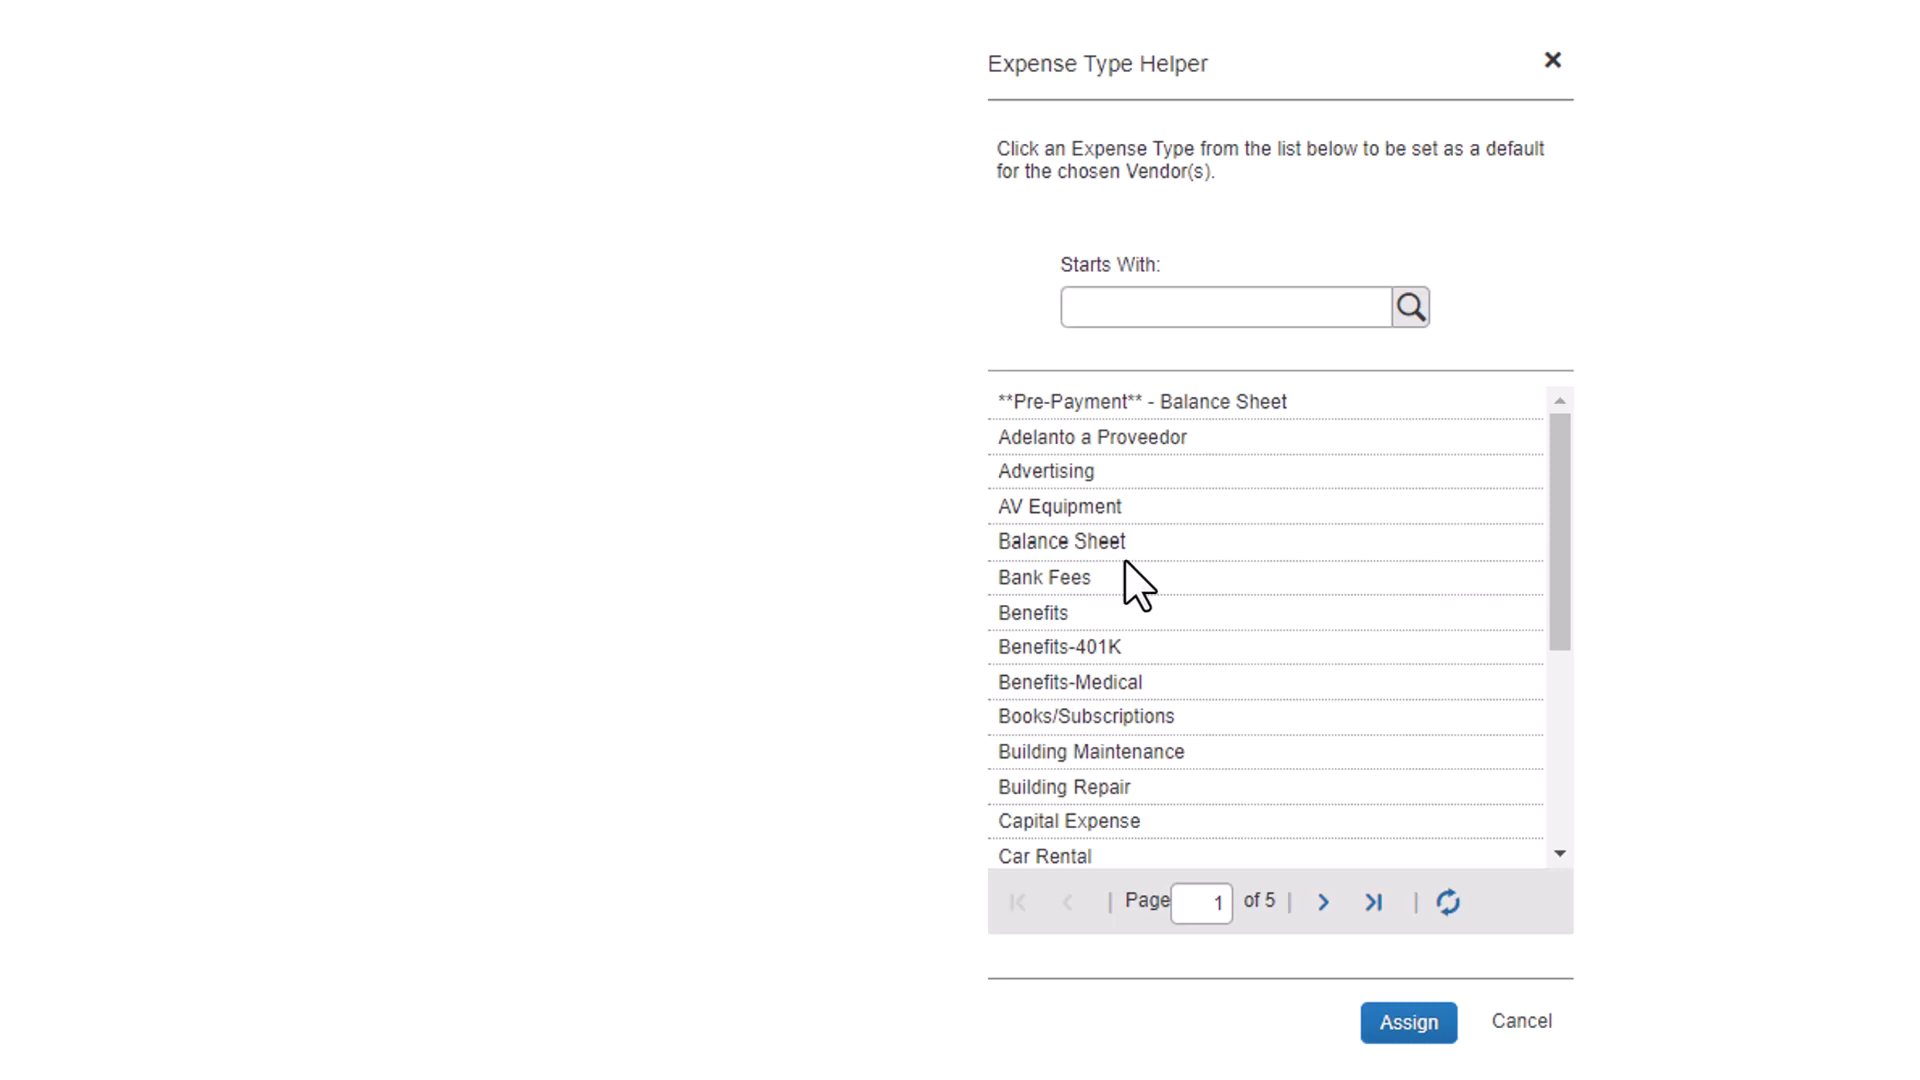 Expense Type Helper
Click an Expense Type from the list below to be set as a default
for the chosen Vendor(s).
Starts With:
**Pre-Payment** - Balance Sheet
Adelanto a Proveedor
Advertising
AV Equipment
Balance Sheet
Bank Fees
Benefits
Benefits-401K
Benefits-Medical
Books/Subscriptions
Building Maintenance
Building Repair
Capital Expense
Car Rental
| Page 1 of 5 | |
Assign Cancel